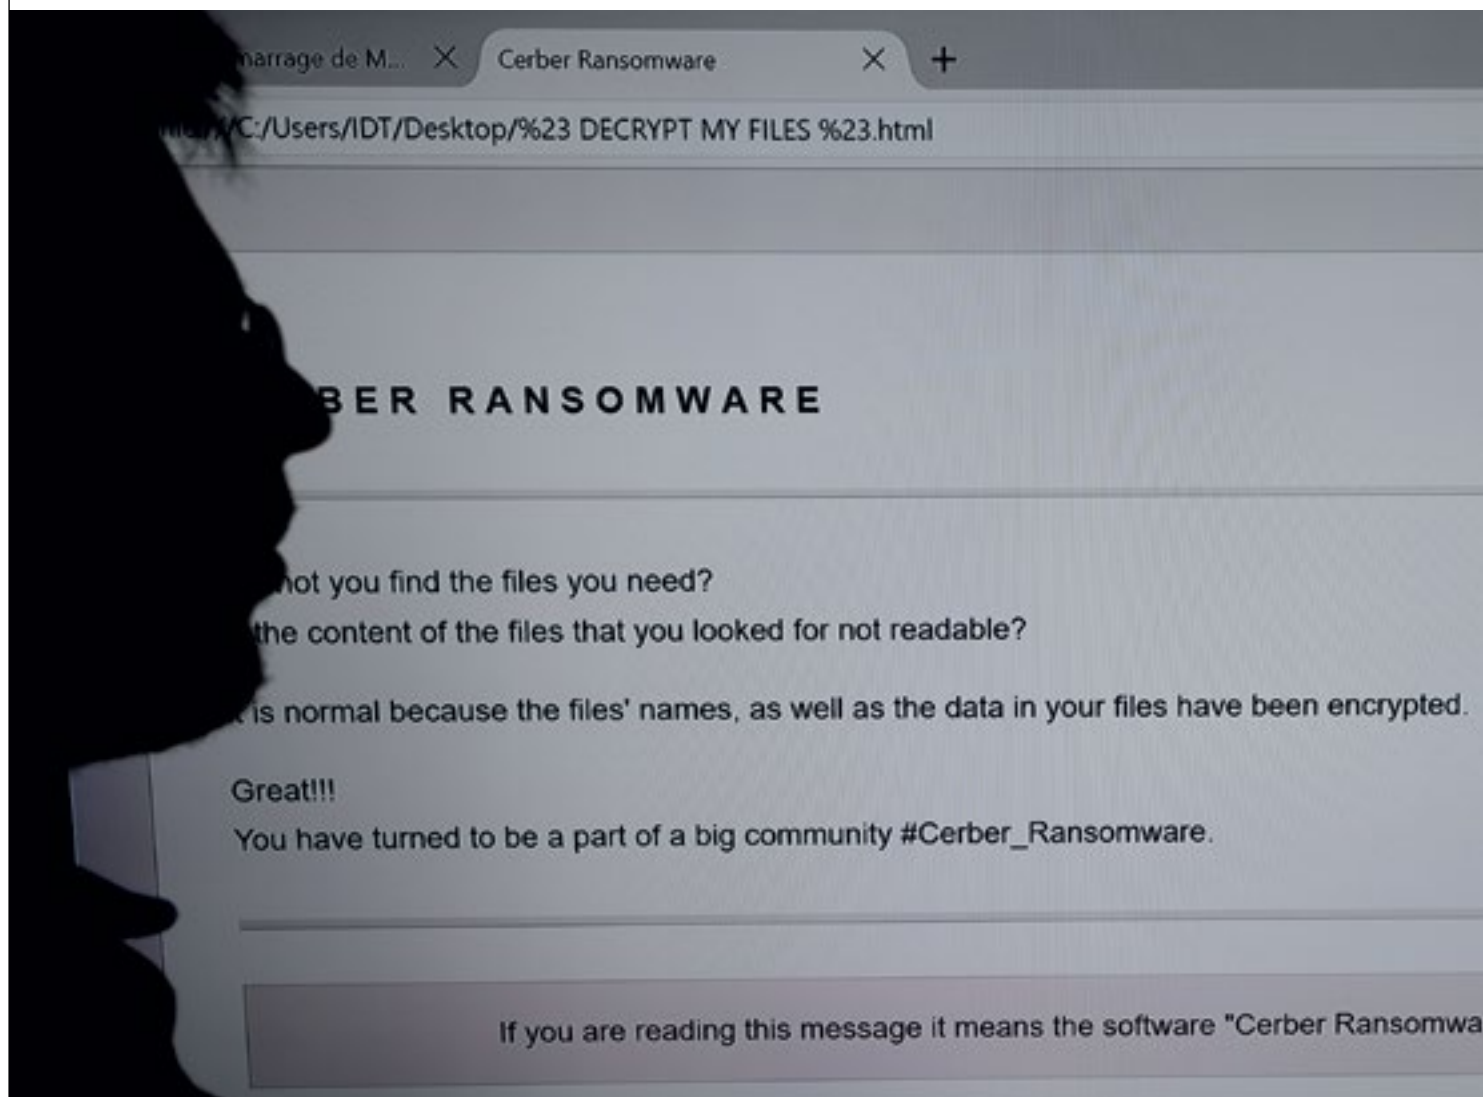 marrage de M...
Cerber Ransomware
C:/Users/IDT/Desktop/%23 DECRYPT MY FILES %23.html
BER RANSOMWARE
not you find the files you need?
the content of the files that you looked for not readable?
is normal because the files' names, as well as the data in your files have been encrypted.
Great!!!
You have turned to be a part of a big community #Cerber_Ransomware.
If you are reading this message it means the software "Cerber Ransomwa